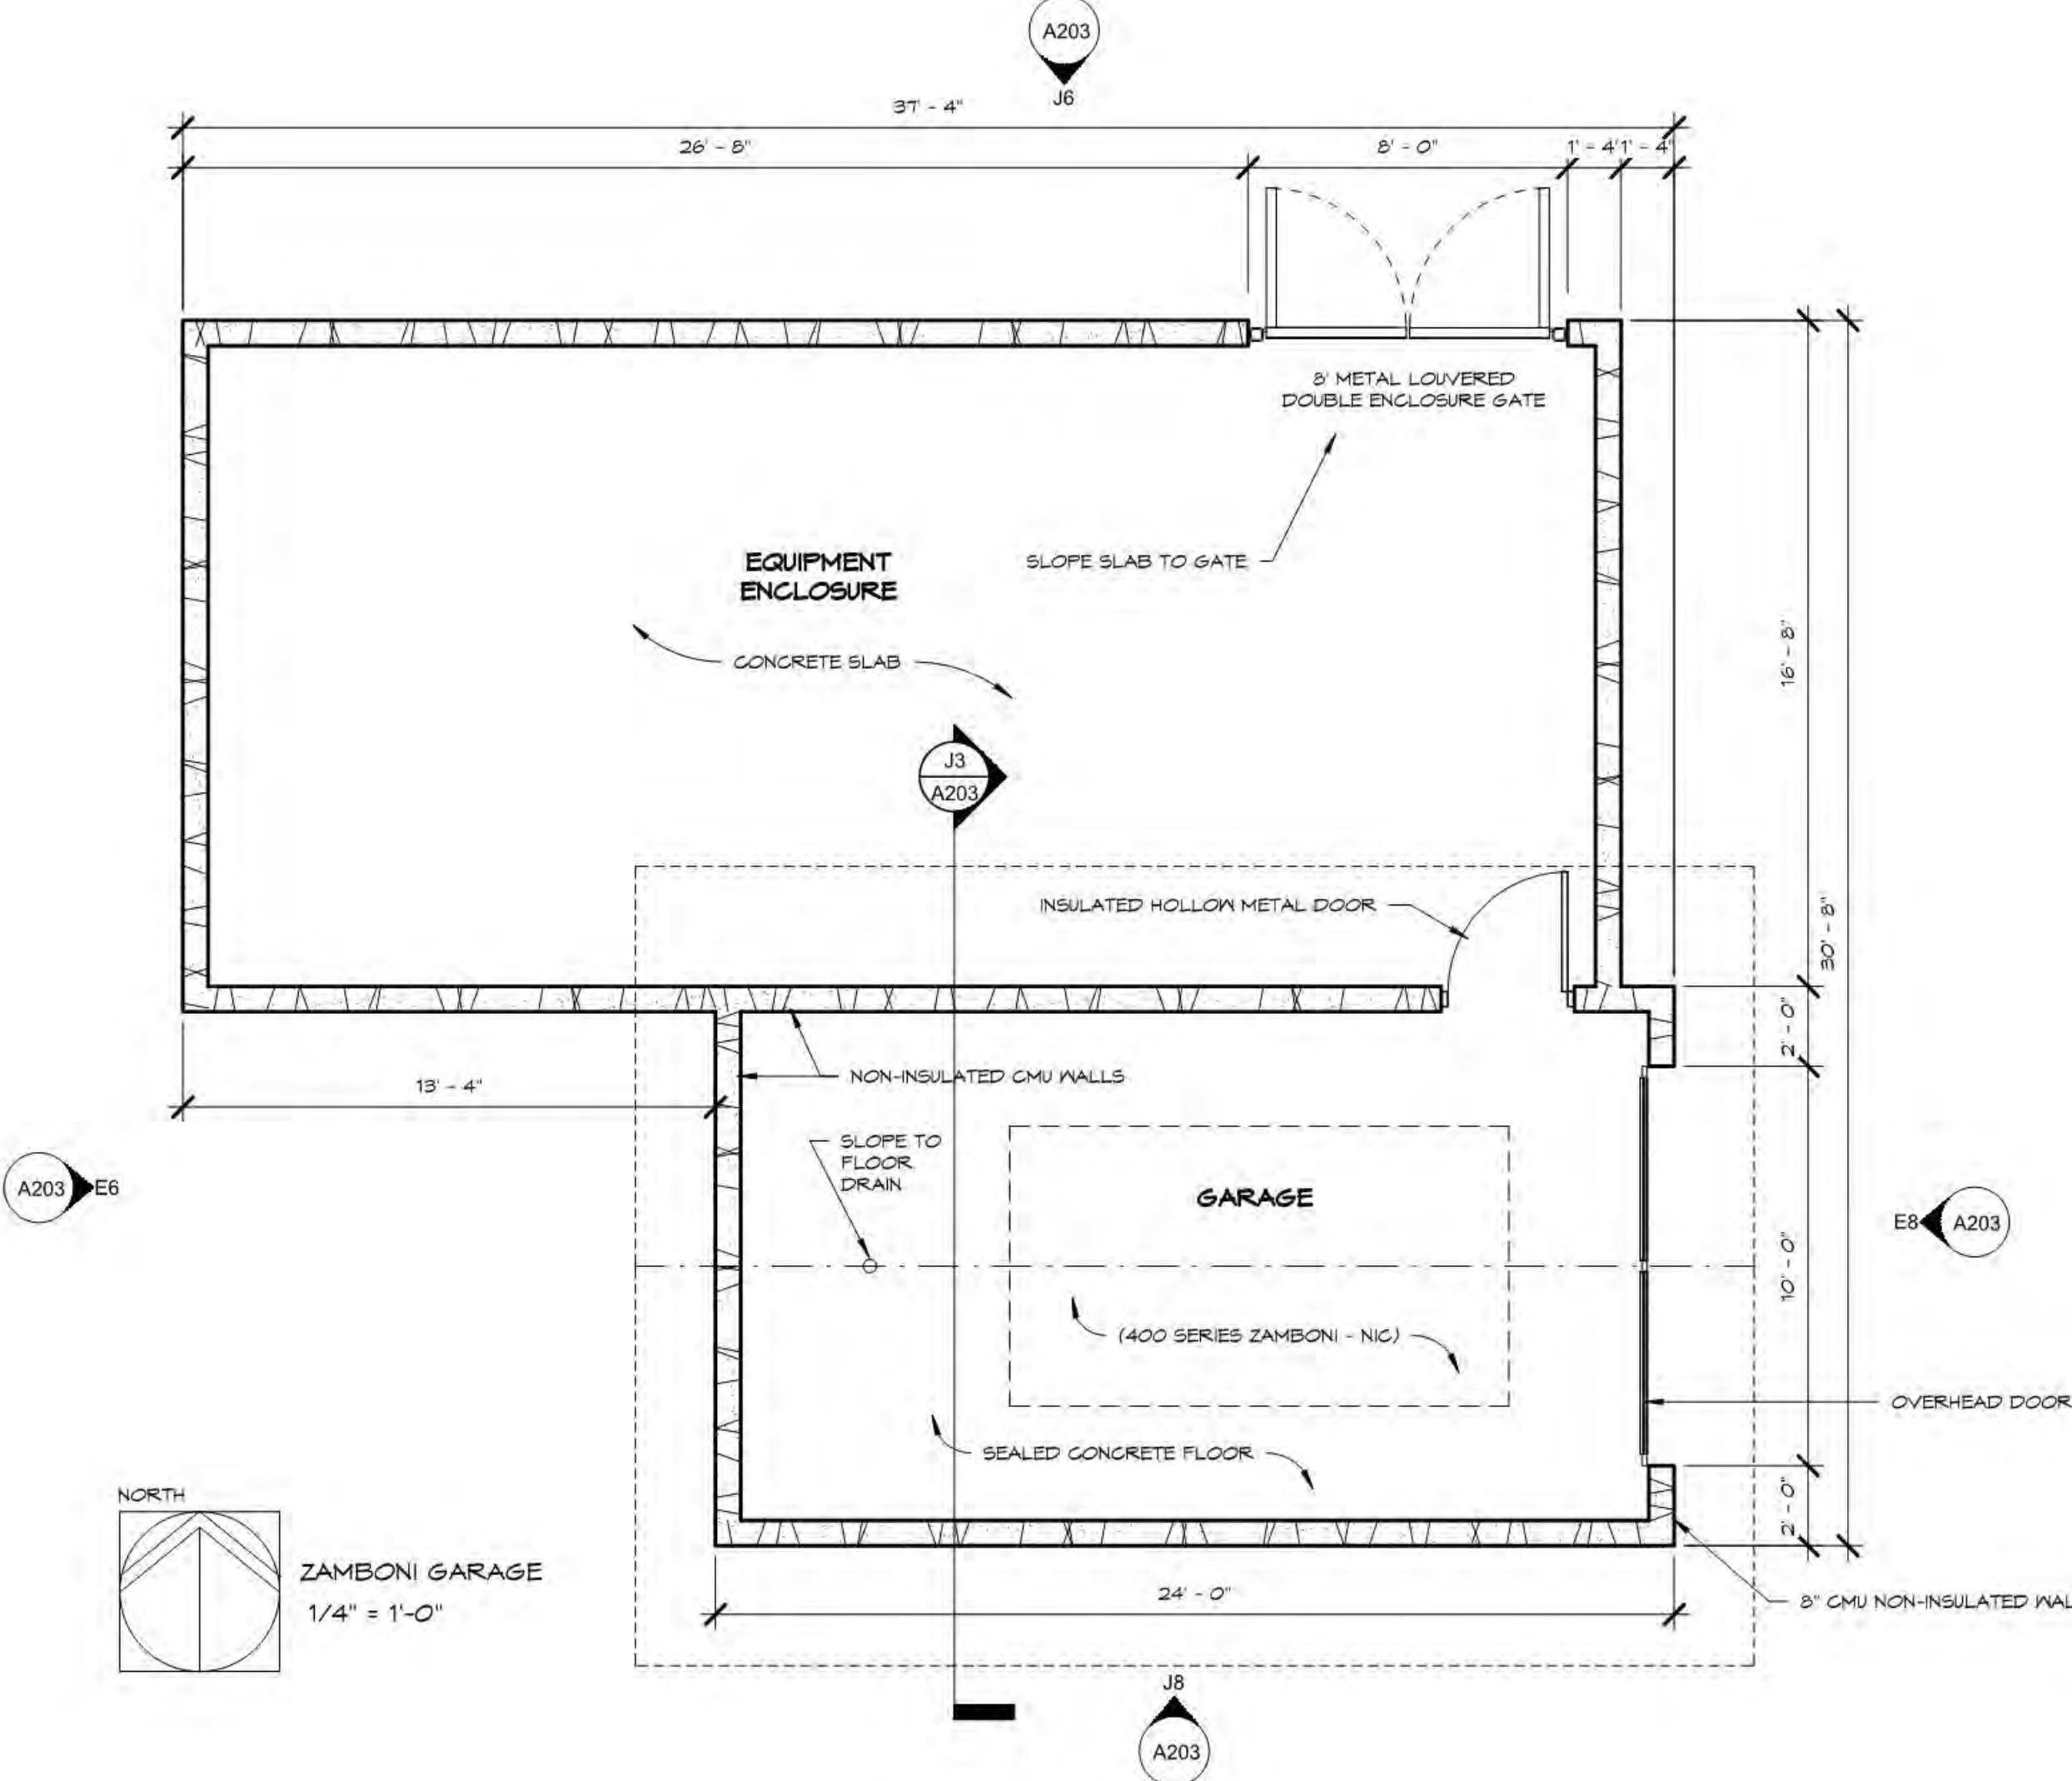 A203
J6
37' - 4"
26' - 8"
8' - 0"
1' - 4"
1' - 4"
8' METAL LOUVERED
DOUBLE ENCLOSURE GATE
EQUIPMENT
ENCLOSURE
SLOPE SLAB TO GATE
CONCRETE SLAB
16' - 8"
J3
A203
INSULATED HOLLOW METAL DOOR
30' - 8"
2' - 0"
13' - 4"
NON-INSULATED CMU WALLS
SLOPE TO
FLOOR
DRAIN
A203
E6
GARAGE
E8
A203
10' - 0"
(400 SERIES ZAMBONI - NIC)
OVERHEAD DOOR
SEALED CONCRETE FLOOR
2' - 0"
NORTH
ZAMBONI GARAGE
1/4" = 1'-0"
24' - 0"
8" CMU NON-INSULATED WAL
J8
A203